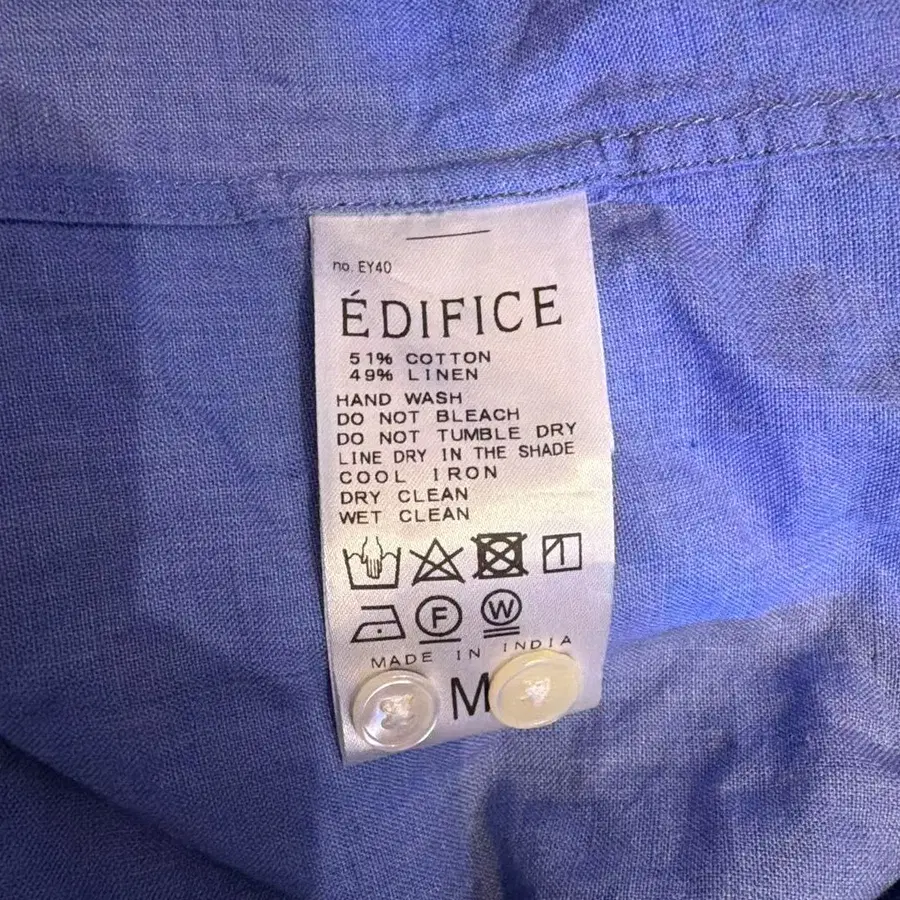 no. EY40
ÉDIFICE
51% COTTON
49% LINEN
HAND WASH
DO NOT BLEACH
DO NOT TUMBLE DRY
LINE DRY IN THE SHADE
COOL IRON
DRY CLEAN
WET CLEAN
F W
MADE IN INDIA
M